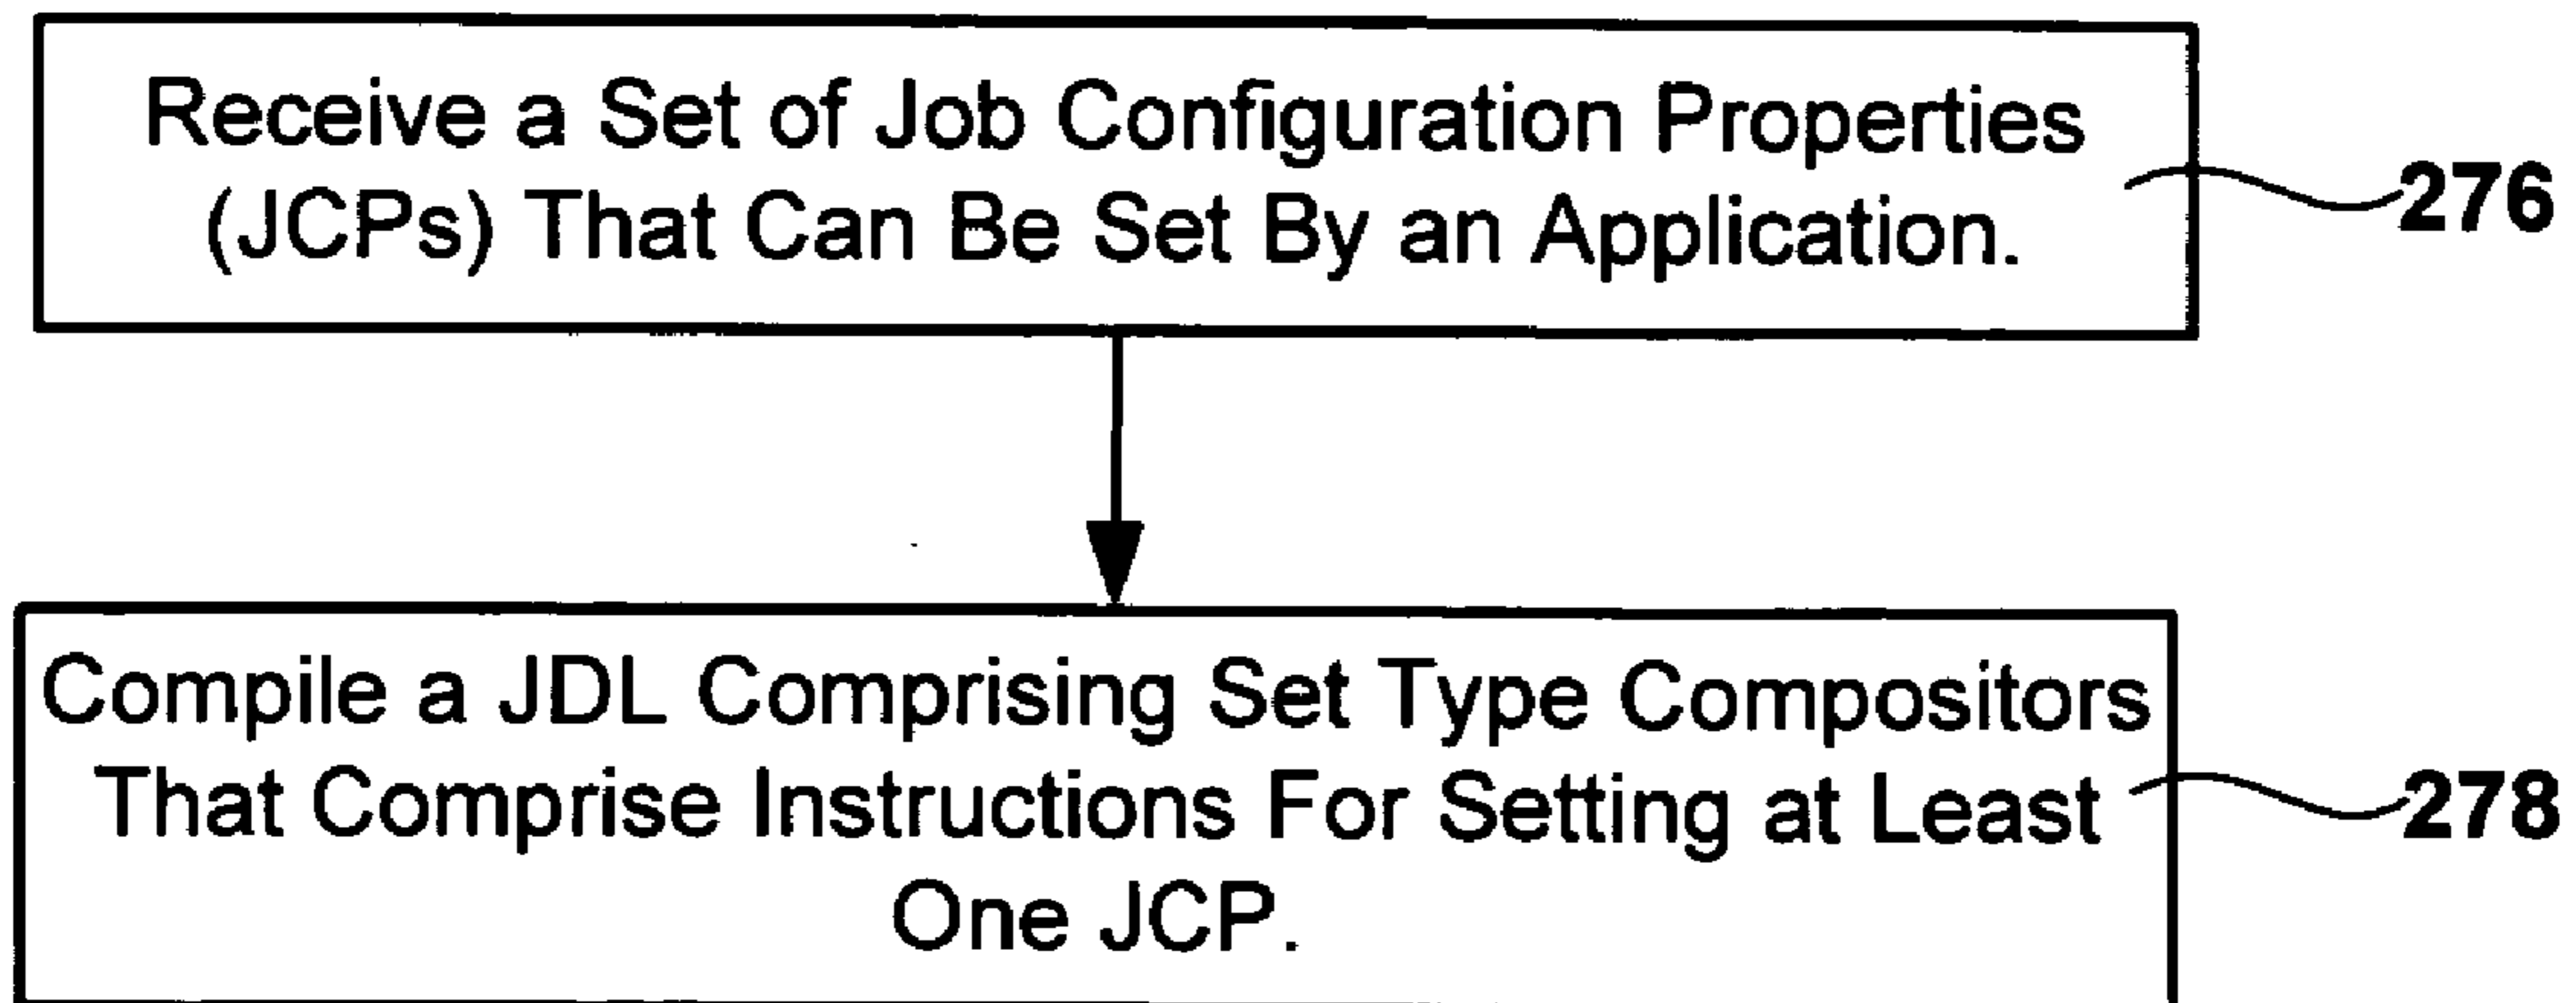 Receive a Set of Job Configuration Properties
(JCPs) That Can Be Set By an Application.
276
Compile a JDL Comprising Set Type Compositors
That Comprise Instructions For Setting at Least
One JCP.
278